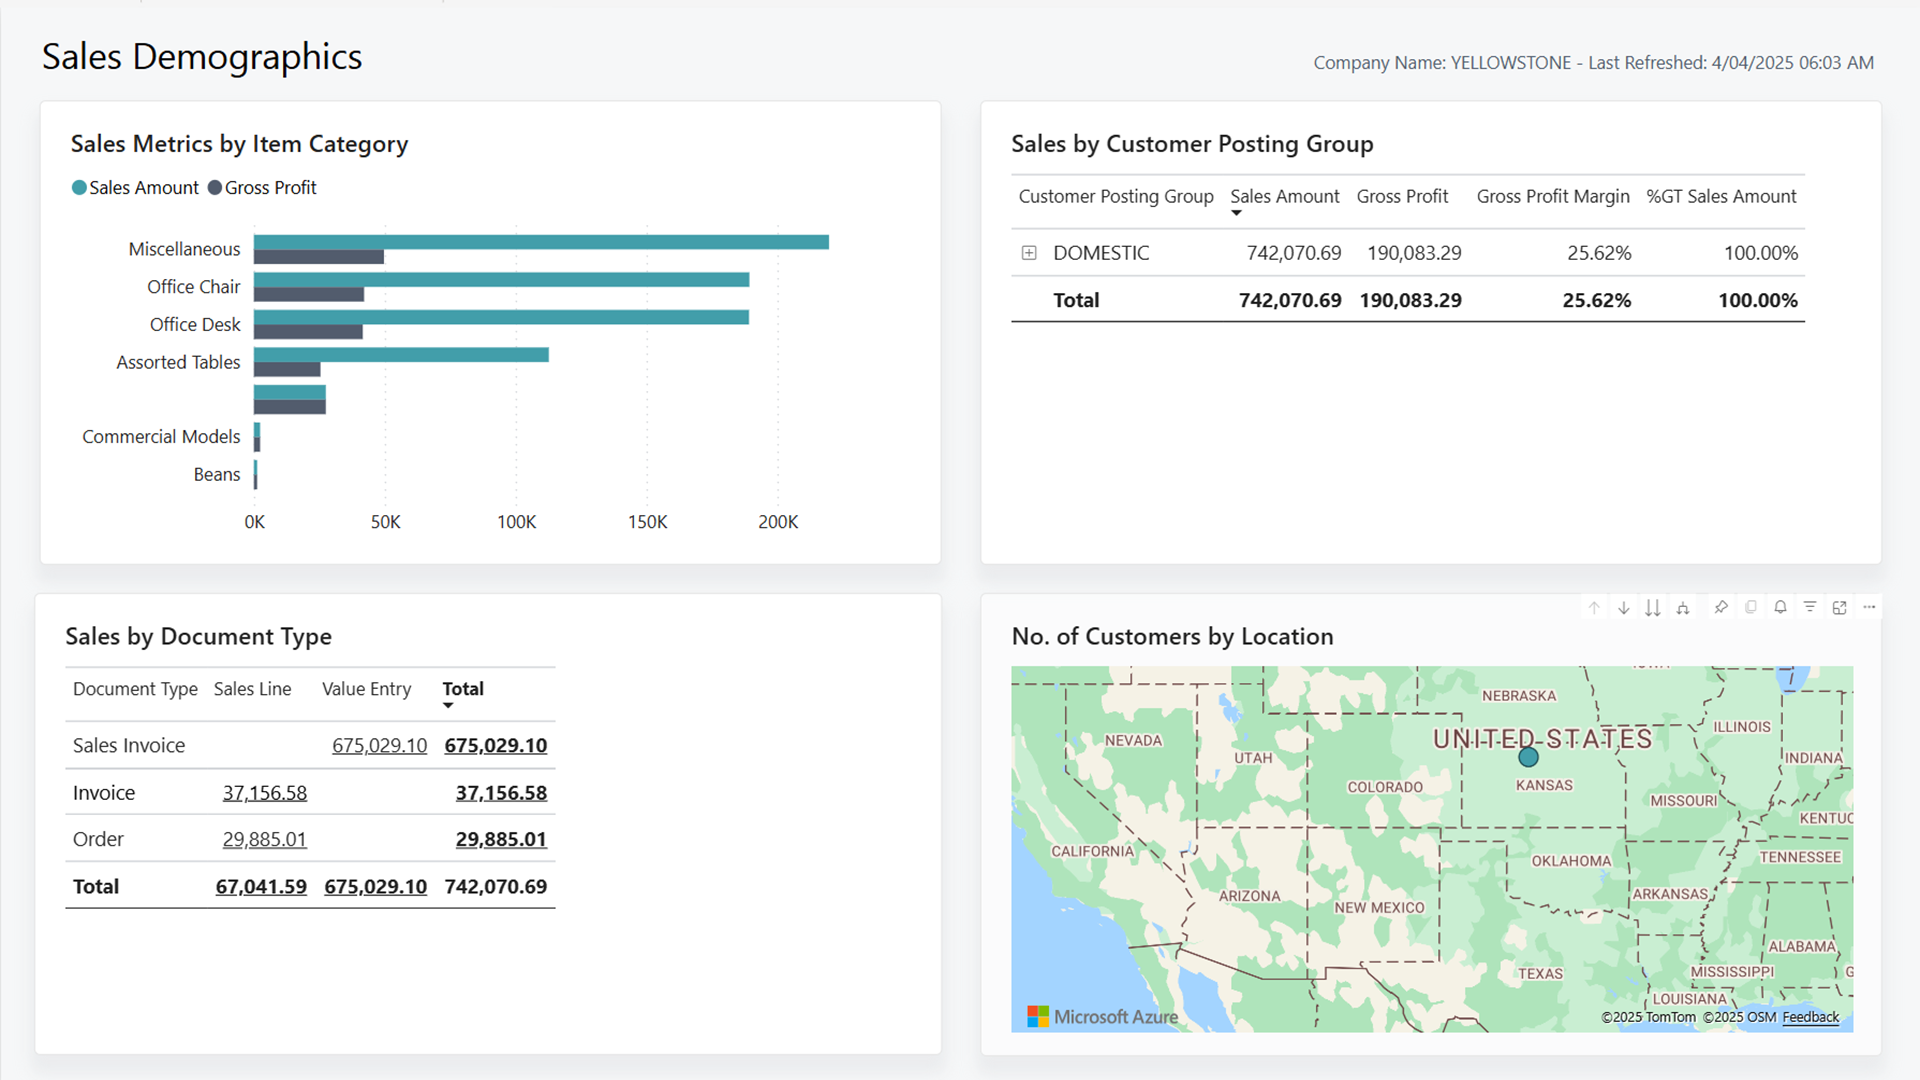 Sales Demographics
Company Name: YELLOWSTONE - Last Refreshed: 4/04/2025 06:03 AM
Sales Metrics by Item Category
Sales Amount Gross Profit
Miscellaneous
Office Chair
Office Desk
Assorted Tables
Commercial Models
Beans
0K 50K 100K 150K 200K
Sales by Customer Posting Group
Customer Posting Group Sales Amount Gross Profit Gross Profit Margin %GT Sales Amount
DOMESTIC 742,070.69 190,083.29 25.62% 100.00%
Total 742,070.69 190,083.29 25.62% 100.00%
Sales by Document Type
Document Type Sales Line Value Entry Total
Sales Invoice 675,029.10 675,029.10
Invoice 37,156.58 37,156.58
Order 29,885.01 29,885.01
Total 67,041.59 675,029.10 742,070.69
No. of Customers by Location
NEBRASKA
ILLINOIS
UNITED STATES
NEVADA
UTAH
INDIANA
COLORADO
KANSAS
MISSOURI
KENTUC
CALIFORNIA
OKLAHOMA
TENNESSEE
ARIZONA
NEW MEXICO
ARKANSAS
ALABAMA
TEXAS
MISSISSIPPI
G
LOUISIANA
Microsoft Azure
©2025 TomTom ©2025 OSM Feedback